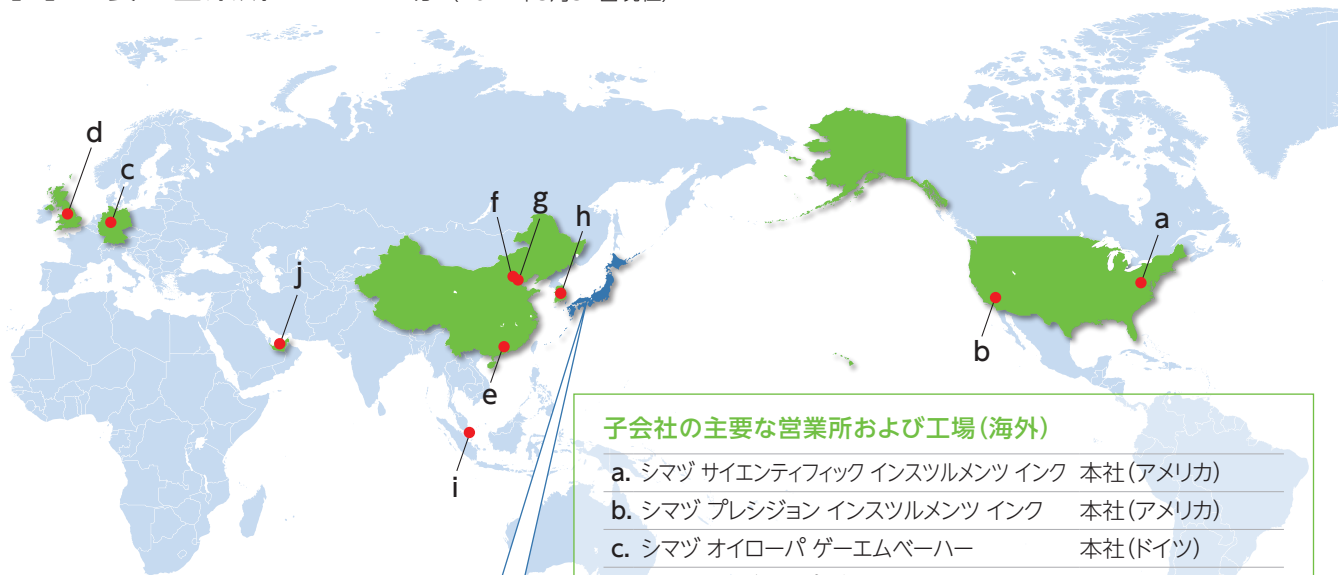 d
c
f
g
h
a
j
b
e
i
子会社の主要な営業所および工場(海外)
a. シマヅ サイエンティフィック インスツルメンツ インク 本社(アメリカ)
b. シマヅ プレシジョン インスツルメンツ インク 本社(アメリカ)
c. シマヅ オイローパ ゲーエムベーハー 本社(ドイツ)